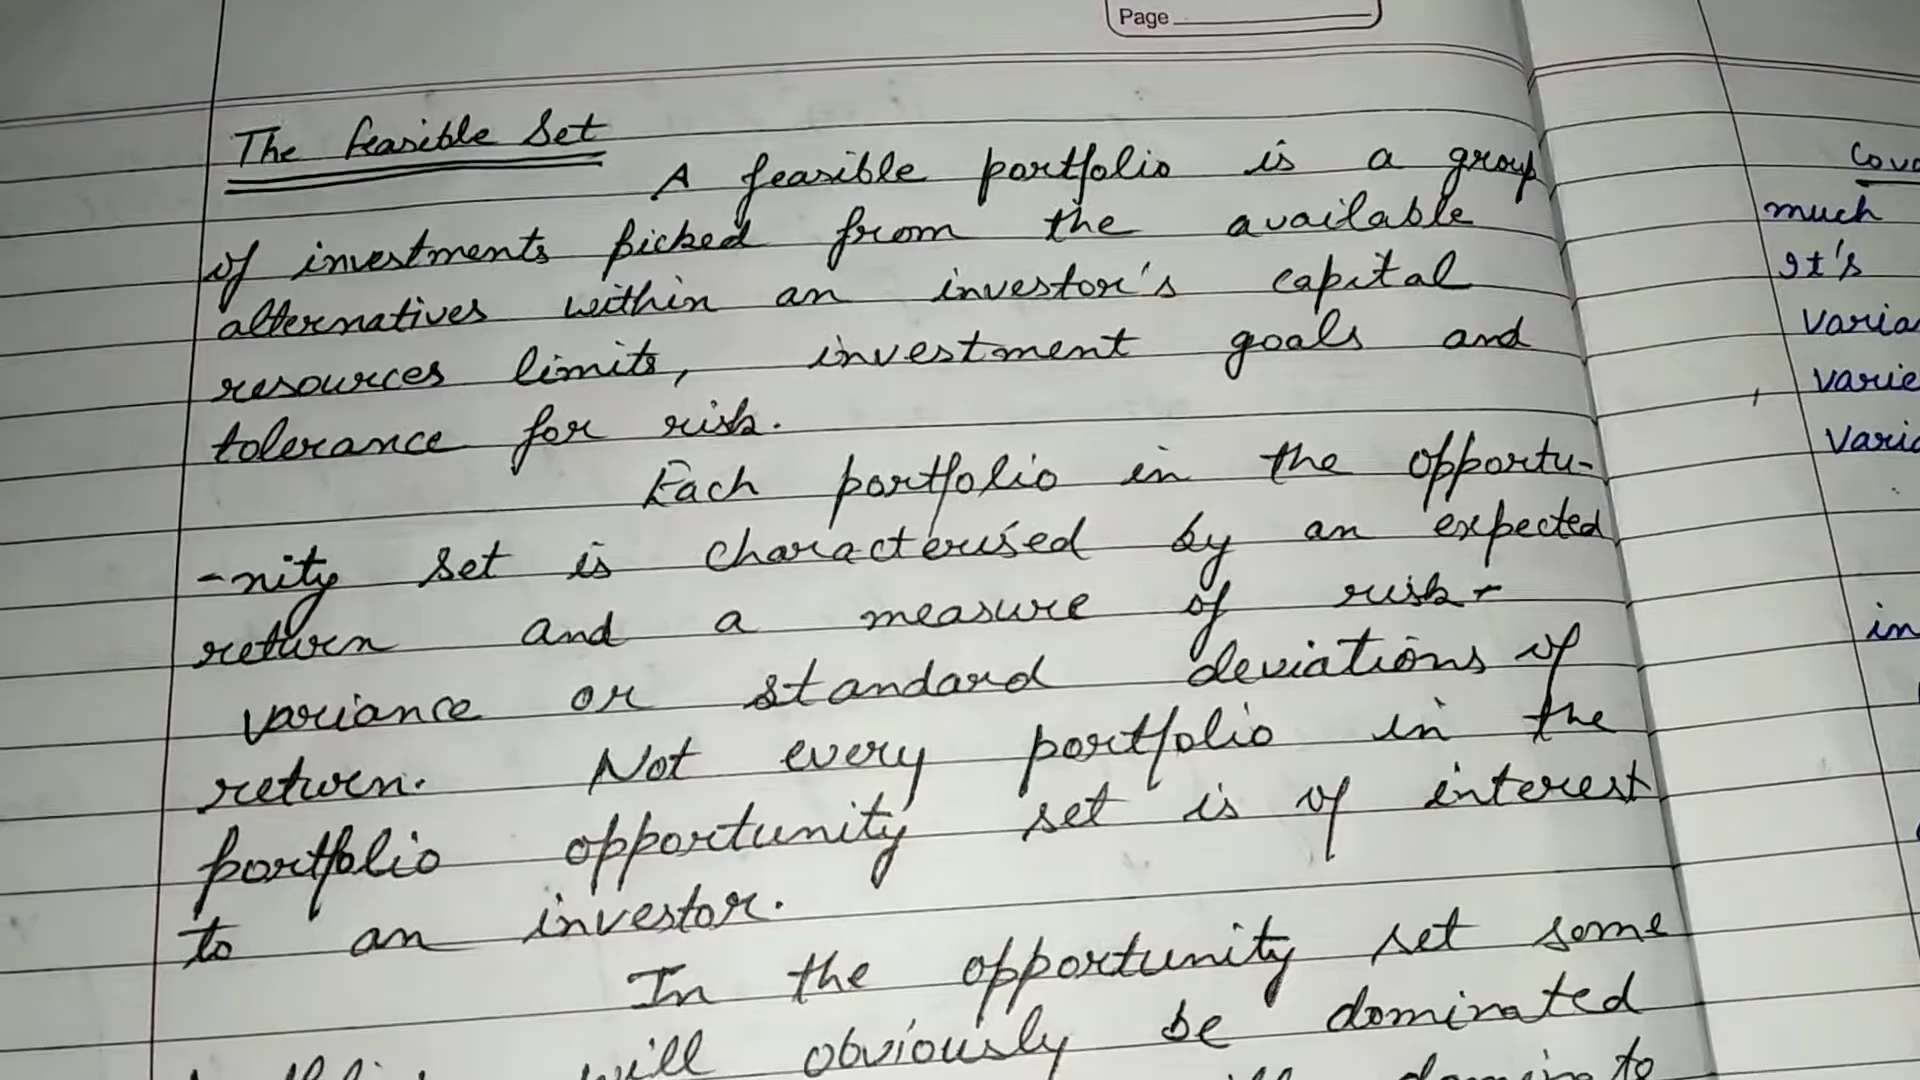 Page
The feasible Set
A feasible portfolio is a group
of investments picked from the available
alternatives within an investor's capital
resources limits, investment goals and
tolerance for risk.
Each portfolio in the opportu-
-nity set is characterised by an expected
return and a measure of risk -
variance or standard deviations of
return. Not every portfolio in the
portfolio opportunity set is of interest
to an investor.
In the opportunity set some
will obviously be dominated
much
It's
in